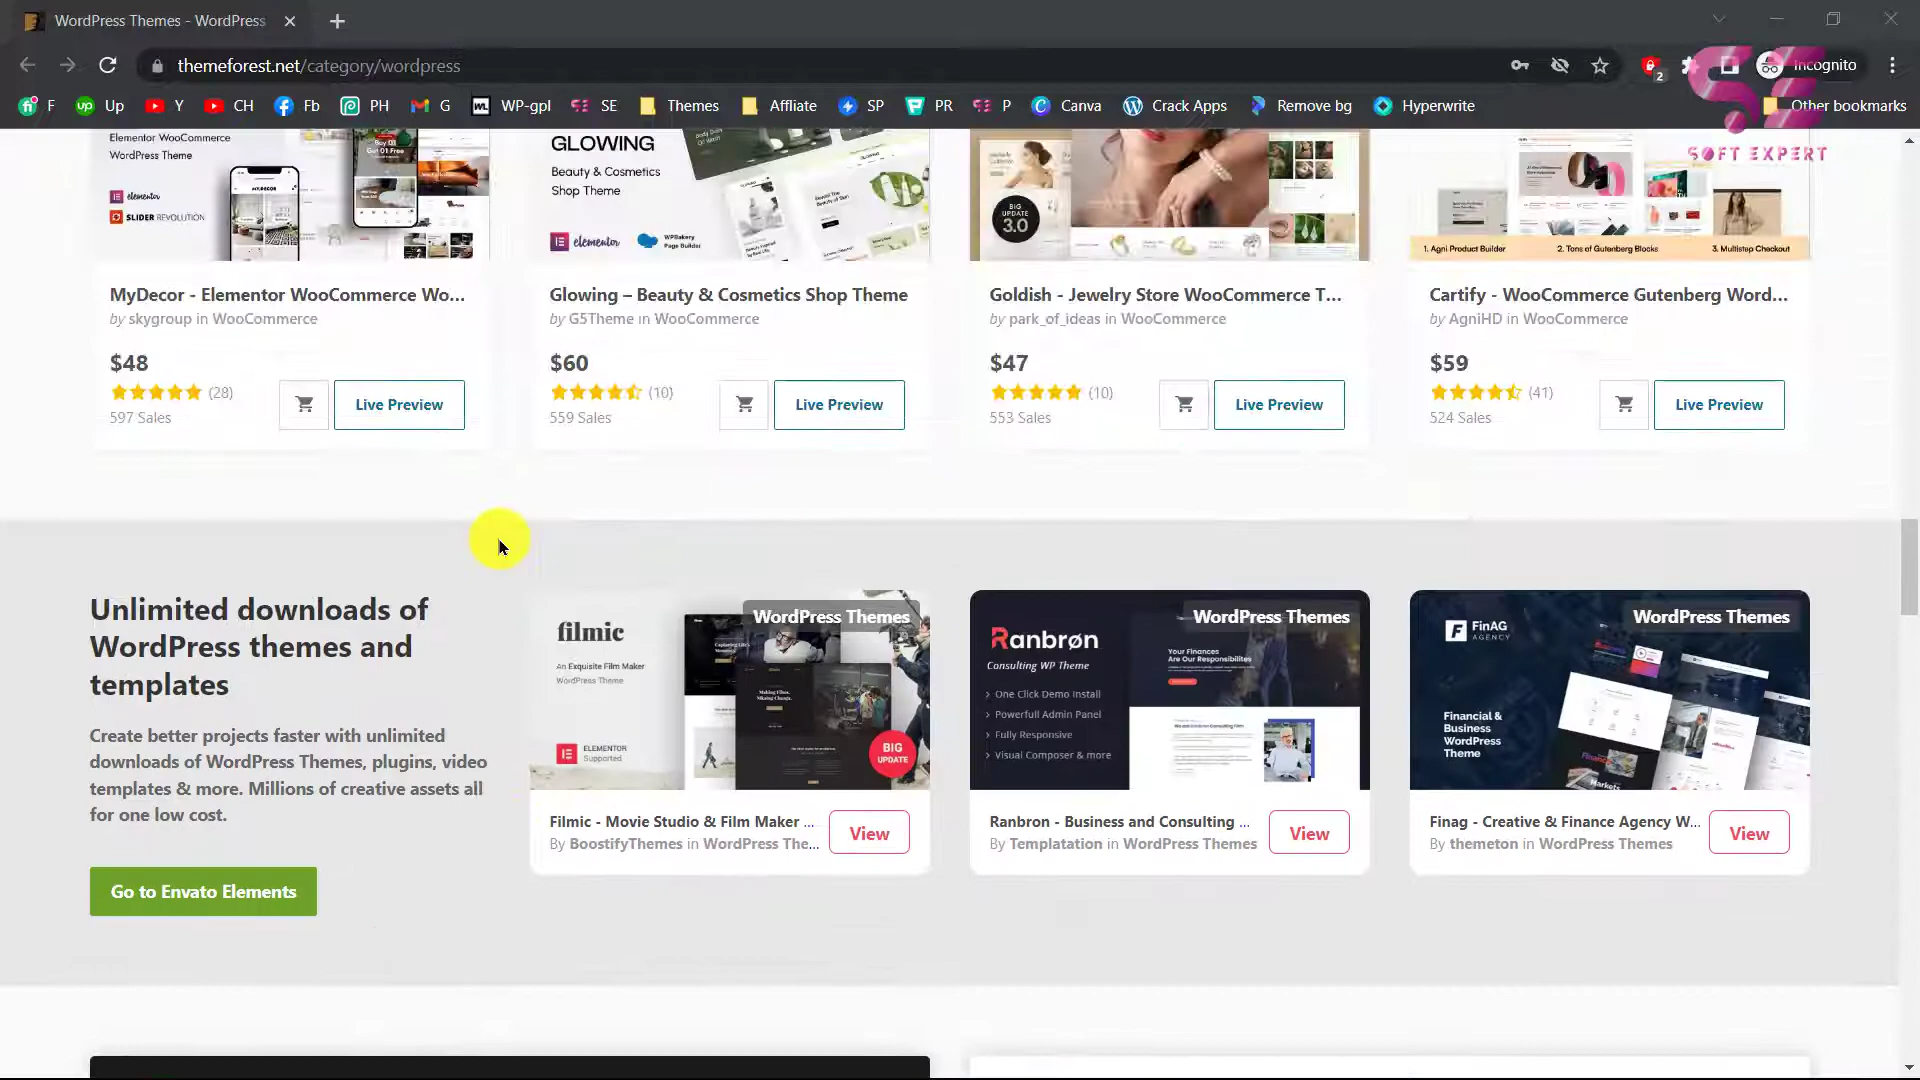 WordPress Themes - WordPress
themeforest.net/category/wordpress
2
Incognito
F Up Y CH Fb PH G WP-gpl SE Themes Affliate SP PR P Canva Crack Apps Remove bg Hyperwrite Other bookmarks
SOFT EXPERT
Elementor WooCommerce
WordPress Theme
elementor
SLIDER REVOLUTION
GLOWING
Beauty & Cosmetics
Shop Theme
elementor
WPBakery
Page Builder
BIG
UPDATE
3.0
1. Agni Product Builder 2. Tons of Gutenberg Blocks 3. Multistep Checkout
MyDecor - Elementor WooCommerce Wo...
by skygroup in WooCommerce
$48
(28)
597 Sales
Live Preview
Glowing – Beauty & Cosmetics Shop Theme
by G5Theme in WooCommerce
$60
(10)
559 Sales
Live Preview
Goldish - Jewelry Store WooCommerce T...
by park_of_ideas in WooCommerce
$47
(10)
553 Sales
Live Preview
Cartify - WooCommerce Gutenberg Word...
by AgniHD in WooCommerce
$59
(41)
524 Sales
Live Preview
Unlimited downloads of
WordPress themes and
templates
Create better projects faster with unlimited
downloads of WordPress Themes, plugins, video
templates & more. Millions of creative assets all
for one low cost.
Go to Envato Elements
WordPress Themes
filmic
An Exquisite Film Maker
WordPress Theme
ELEMENTOR
Supported
BIG
UPDATE
Filmic - Movie Studio & Film Maker ...
By BoostifyThemes in WordPress The...
View
WordPress Themes
Ranbrøn
Consulting WP Theme
One Click Demo Install
Powerfull Admin Panel
Fully Responsive
Visual Composer & more
Your Finances
Are Our Responsibilites
Ranbron - Business and Consulting ...
By Templatation in WordPress Themes
View
WordPress Themes
FinAG
AGENCY
Financial &
Business
WordPress
Theme
Finag - Creative & Finance Agency W...
By themeton in WordPress Themes
View